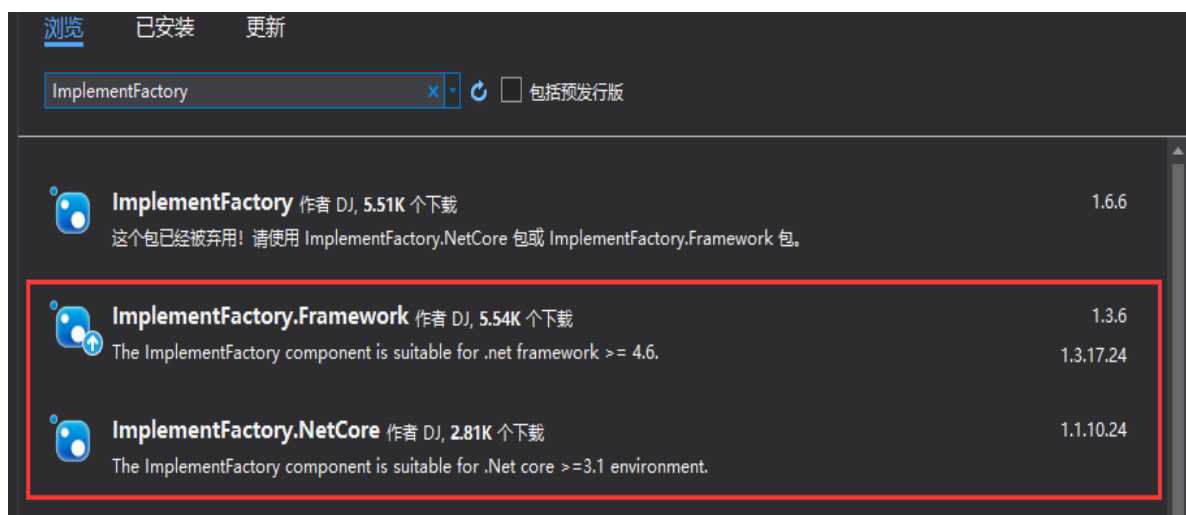 浏览 已安装 更新
ImplementFactory 包括预发行版
ImplementFactory 作者 DJ, 5.51K 个下载 1.6.6
这个包已经被弃用！请使用 ImplementFactory.NetCore 包或 ImplementFactory.Framework 包。
ImplementFactory.Framework 作者 DJ, 5.54K 个下载 1.3.6
The ImplementFactory component is suitable for .net framework >= 4.6. 1.3.17.24
ImplementFactory.NetCore 作者 DJ, 2.81K 个下载 1.1.10.24
The ImplementFactory component is suitable for .Net core >=3.1 environment.